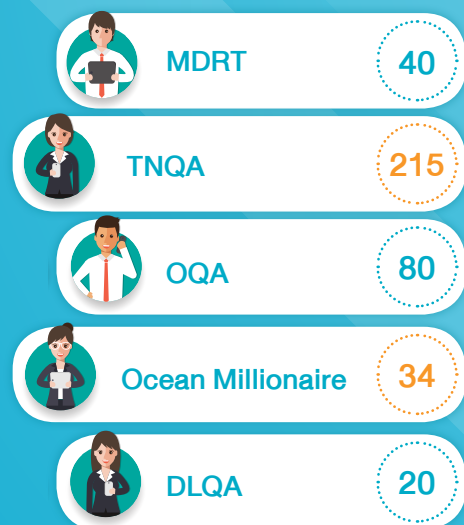 MDRT 40
TNQA 215
OQA 80
Ocean Millionaire 34
DLQA 20